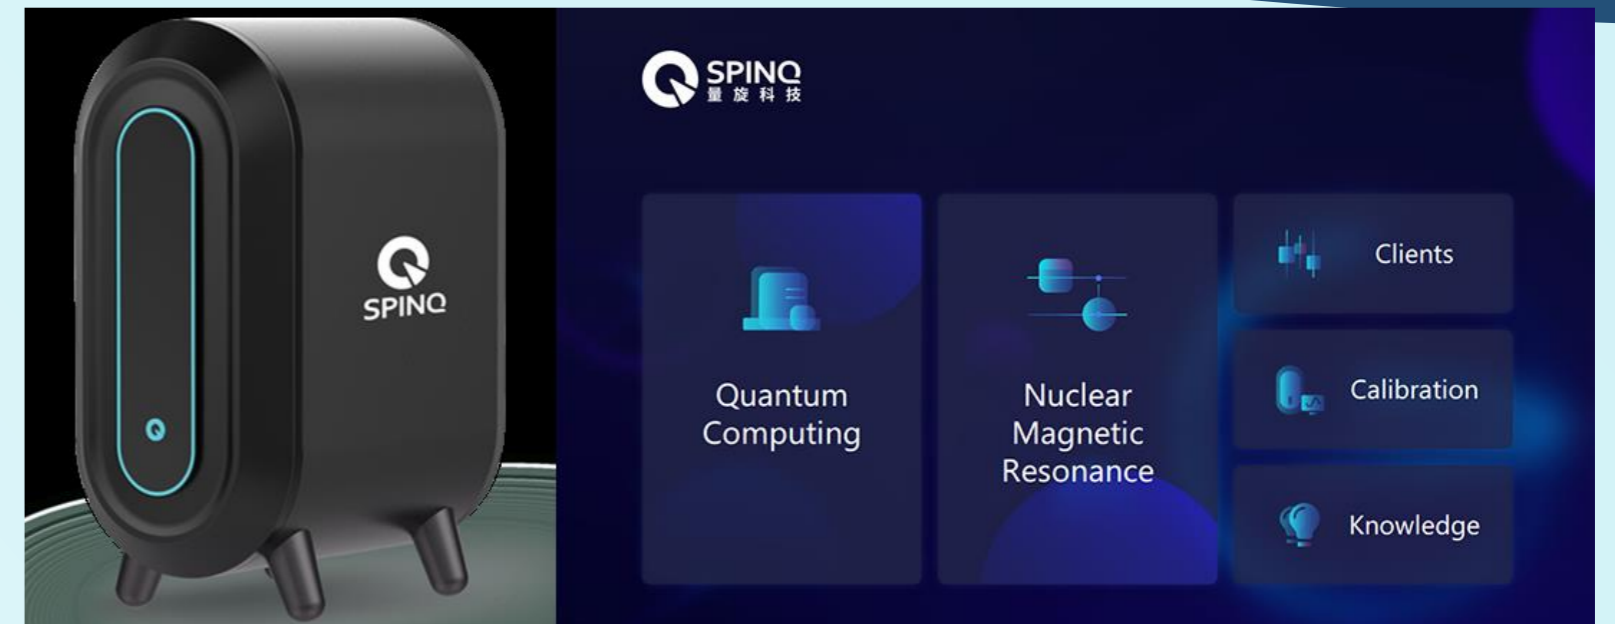 SPINQ
SPINQ
量旋科技
Quantum
Computing
Nuclear
Magnetic
Resonance
Clients
Calibration
Knowledge